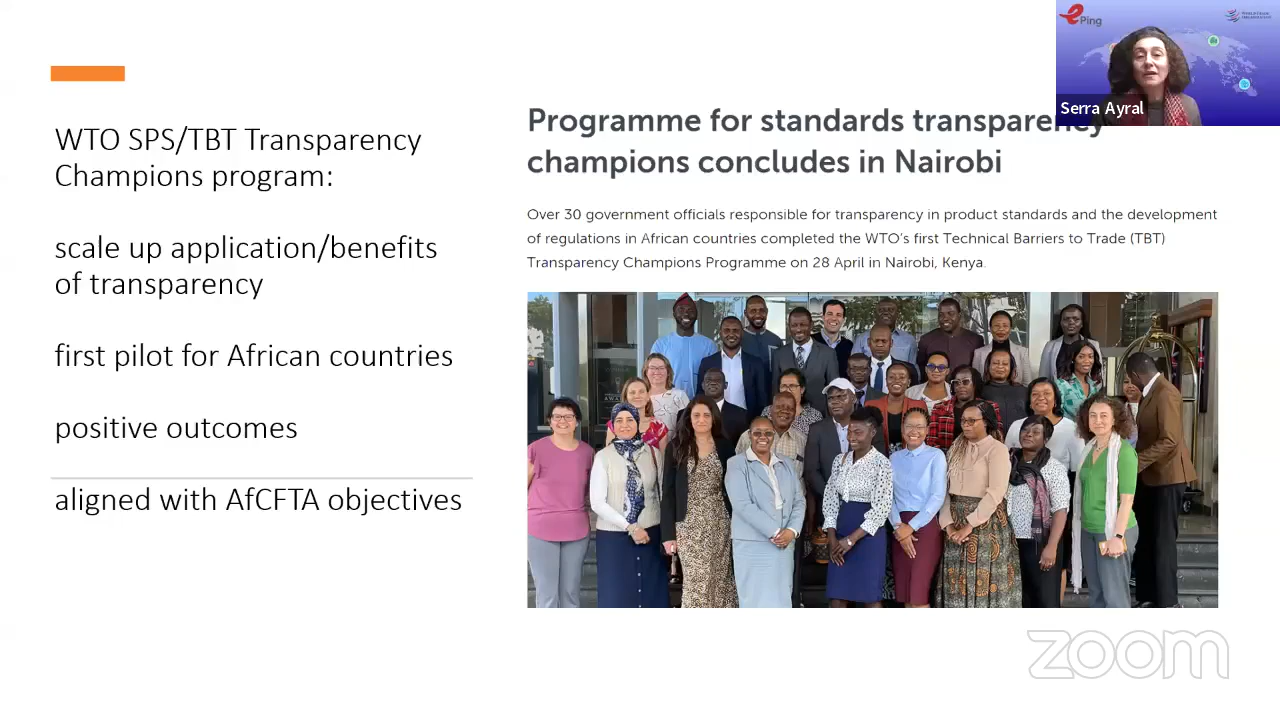 WTO SPS/TBT Transparency
Champions program:
scale up application/benefits
of transparency
first pilot for African countries
positive outcomes
aligned with AfCFTA objectives
Programme for standards transparency
champions concludes in Nairobi
Over 30 government officials responsible for transparency in product standards and the development
of regulations in African countries completed the WTO's first Technical Barriers to Trade (TBT)
Transparency Champions Programme on 28 April in Nairobi, Kenya.
ePing
Serra Ayral
zoom